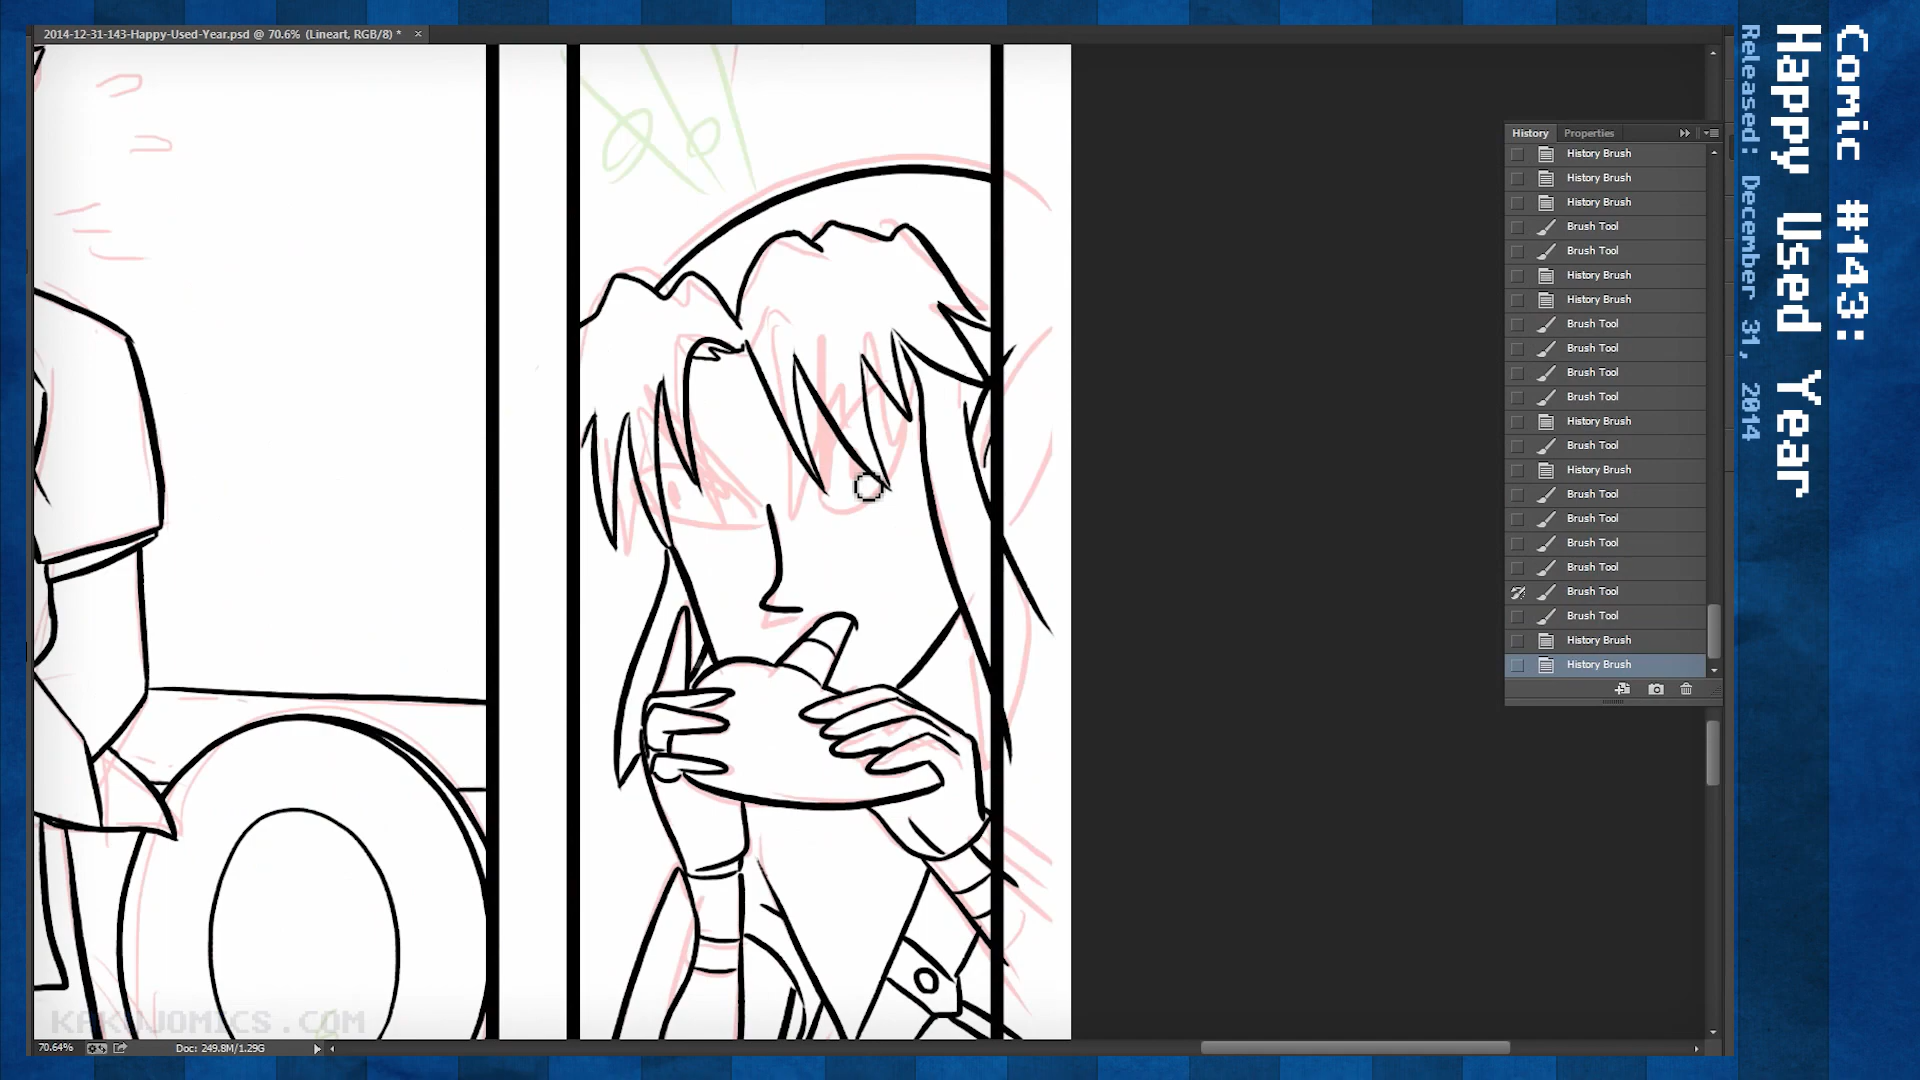 2014-12-31-143-Happy-Used-Year.psd @ 70.6% (Lineart, RGB/8) * ×
Comic #143:
Happy Used Year
Released: December 31, 2014
History Properties
History Brush
History Brush
History Brush
Brush Tool
Brush Tool
History Brush
History Brush
Brush Tool
Brush Tool
Brush Tool
Brush Tool
History Brush
Brush Tool
History Brush
Brush Tool
Brush Tool
Brush Tool
Brush Tool
Brush Tool
Brush Tool
History Brush
History Brush
70.64% Doc: 249.8M/1.29G